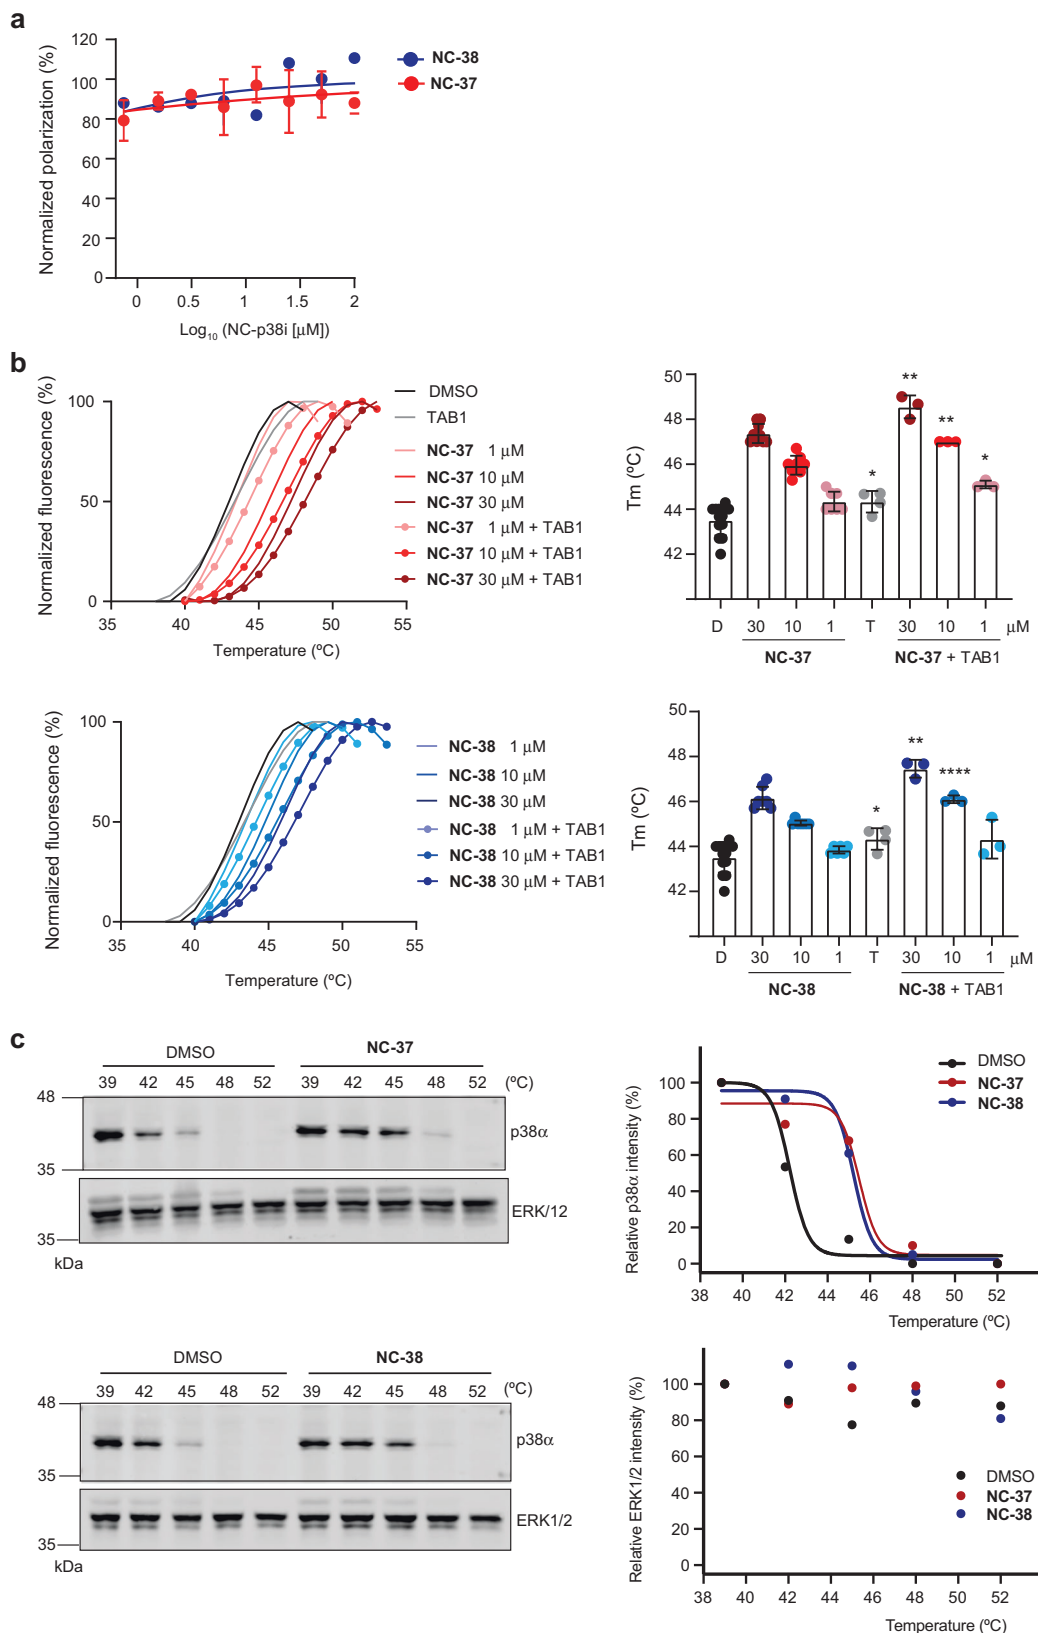 a
120
100
80
60
40
20
0
Normalized polarization (%)
NC-38
NC-37
0 0.5 1 1.5 2
Log10 (NC-p38i [μM])
b
100
50
0
Normalized fluorescence (%)
35 40 45 50 55
Temperature (ºC)
DMSO
TAB1
NC-37 1 μM
NC-37 10 μM
NC-37 30 μM
NC-37 1 μM + TAB1
NC-37 10 μM + TAB1
NC-37 30 μM + TAB1
50
48
46
44
42
Tm (ºC)
* ** ** *
D 30 10 1 T 30 10 1 μM
NC-37 NC-37 + TAB1
100
50
0
Normalized fluorescence (%)
35 40 45 50 55
Temperature (ºC)
NC-38 1 μM
NC-38 10 μM
NC-38 30 μM
NC-38 1 μM + TAB1
NC-38 10 μM + TAB1
NC-38 30 μM + TAB1
50
48
46
44
42
Tm (ºC)
* ** ****
D 30 10 1 T 30 10 1 μM
NC-38 NC-38 + TAB1
c
DMSO NC-37
39 42 45 48 52 39 42 45 48 52 (ºC)
48
p38α
35
ERK/12
35
kDa
100
80
60
40
20
0
Relative p38α intensity (%)
DMSO
NC-37
NC-38
38 40 42 44 46 48 50 52
Temperature (ºC)
DMSO NC-38
39 42 45 48 52 39 42 45 48 52 (ºC)
48
p38α
35
ERK1/2
35
kDa
100
80
60
40
20
0
Relative ERK1/2 intensity (%)
DMSO
NC-37
NC-38
38 40 42 44 46 48 50 52
Temperature (ºC)